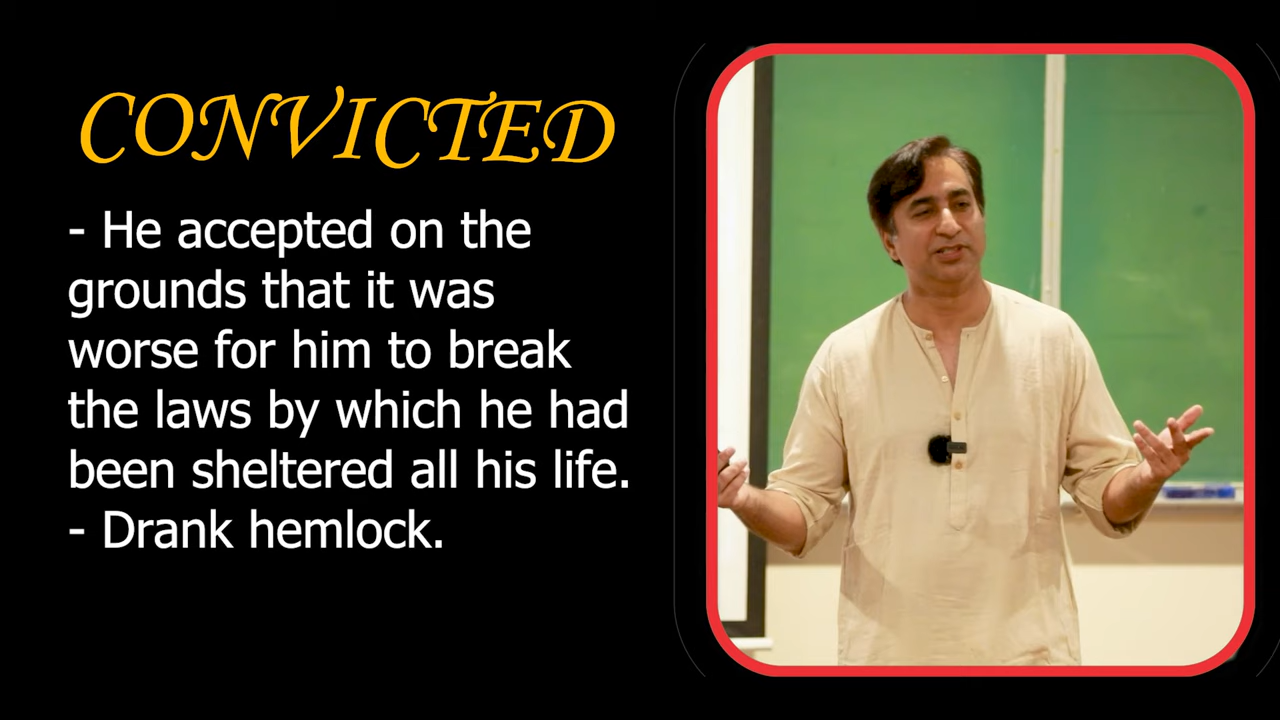 CONVICTED
- He accepted on the
grounds that it was
worse for him to break
the laws by which he had
been sheltered all his life.
- Drank hemlock.